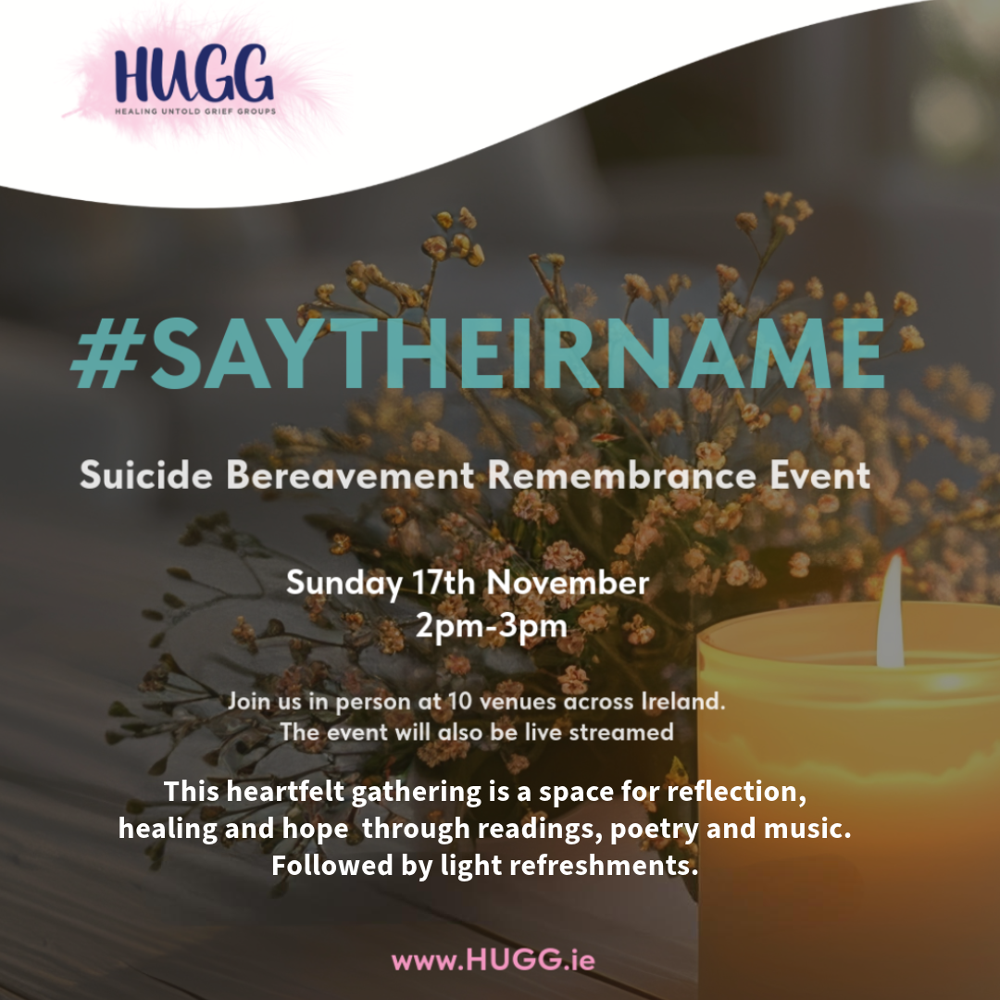 HUGG
HEALING UNTOLD GRIEF GROUPS
#SAYTHEIRNAME
Suicide Bereavement Remembrance Event
Sunday 17th November
2pm-3pm
Join us in person at 10 venues across Ireland.
The event will also be live streamed
This heartfelt gathering is a space for reflection,
healing and hope through readings, poetry and music.
Followed by light refreshments.
www.HUGG.ie